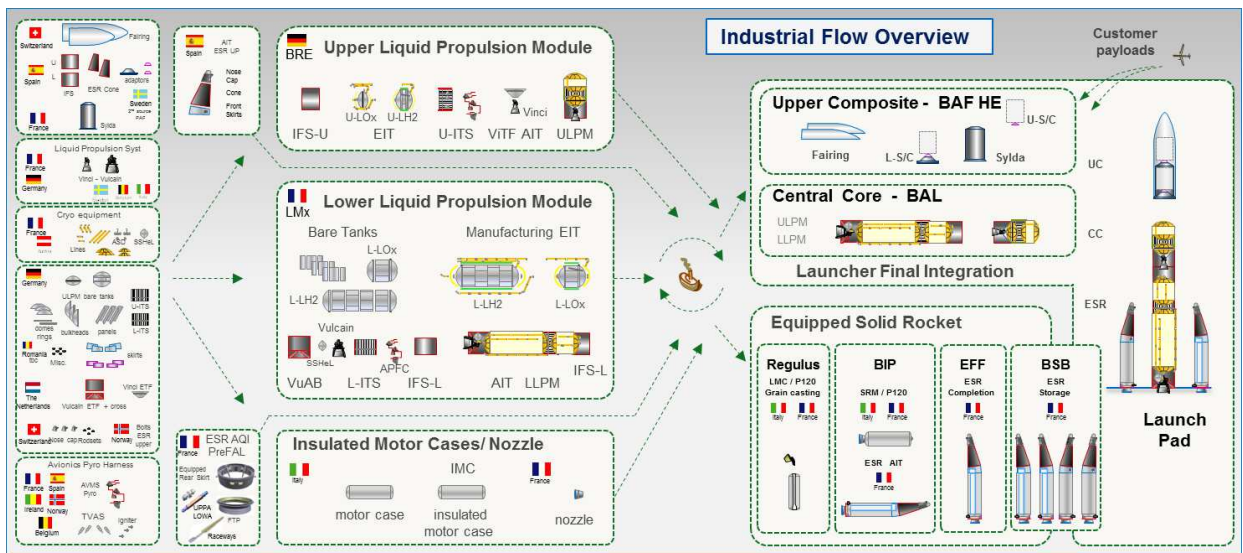 Industrial Flow Overview
Customer
payloads
Switzerland
Fairing
Spain
U
L
IFS
ESR Cone
adaptors
Sweden
2nd source
PAF
France
Sylda
Spain
AIT
ESR UP
Nose
Cap
Cone
Front
Skirts
Liquid Propulsion Syst
France
Germany
Vinci - Vulcain
Cryo equipment
France
Lines
ASD
SSHeL
Germany
ULPM bare tanks
U-ITS
L-ITS
domes
rings
bulkheads
panels
Romania
tbc
Misc.
skirts
The
Netherlands
Vulcain ETF + cross
Vinci ETF
Switzerland
Nose cap
Rodsets
Norway
Bolts
ESR
upper
Avionics Pyro Harness
France
Spain
Ireland
Norway
AVMS
Pyro
Belgium
TVAS
Igniter
France
ESR AQI
PreFAL
Equipped
Rear Skirt
UPPA
LOWA
FTP
Raceways
BRE
Upper Liquid Propulsion Module
U-LOx
U-LH2
Vinci
IFS-U
EIT
U-ITS
ViTF AIT
ULPM
LMx
Lower Liquid Propulsion Module
Bare Tanks
Manufacturing EIT
L-LOx
L-LH2
L-LH2
L-LOx
Vulcain
SSHeL
APFC
IFS-L
VuAB
L-ITS
IFS-L
AIT
LLPM
Insulated Motor Cases/ Nozzle
Italy
IMC
France
motor case
insulated
motor case
nozzle
Upper Composite - BAF HE
U-S/C
Fairing
L-S/C
Sylda
Central Core - BAL
ULPM
LLPM
Launcher Final Integration
UC
CC
ESR
Launch
Pad
Equipped Solid Rocket
Regulus
LMC / P120
Grain casting
Italy
France
BIP
SRM / P120
Italy
France
ESR AIT
France
EFF
ESR
Completion
France
BSB
ESR
Storage
France